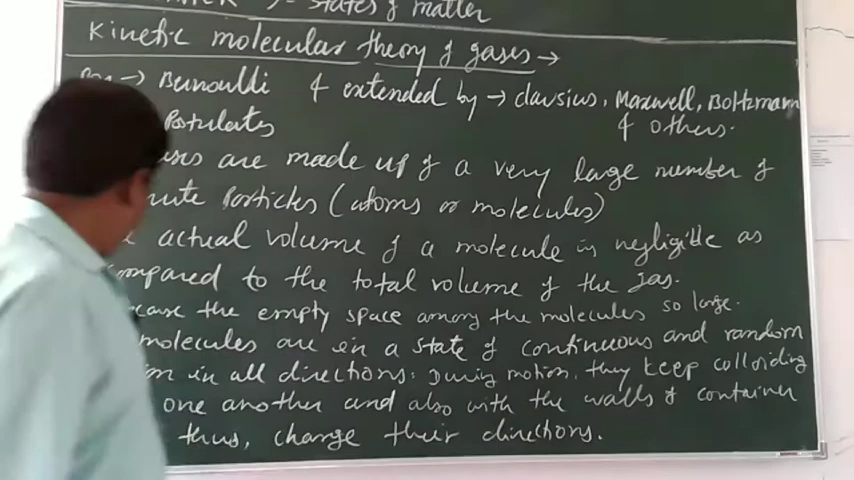 States of matter
Kinetic molecular theory of gases →
By → Bernoulli & extended by → Clausius, Maxwell, Boltzmann
& others.
Postulates
are made up of a very large number of
Particles (atoms or molecules)
actual volume of a molecule is negligible as
compared to the total volume of the gas.
the empty space among the molecules so large.
molecules are in a state of continuous and random
in all directions. During motion, they keep colloiding
one another and also with the walls of container
thus, change their directions.